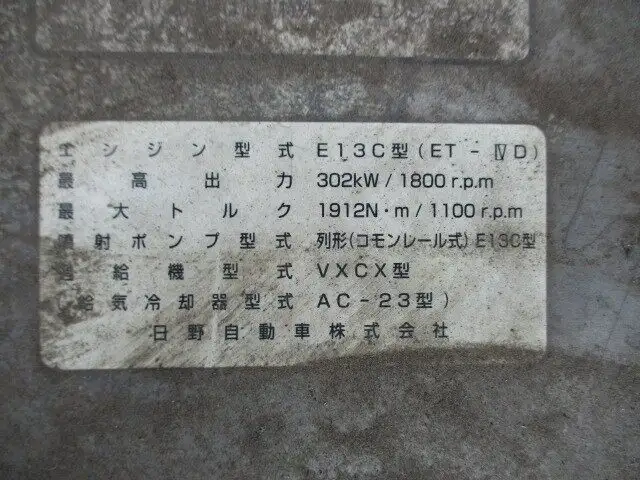 エンジン型式 E13C型(ET-ⅣD)
最高出力 302kW/1800r.p.m
最大トルク 1912N・m/1100r.p.m
噴射ポンプ型式 列形(コモンレール式)E13C型
過給機型式 VXCX型
(給気冷却器型式 AC-23型)
日野自動車株式会社